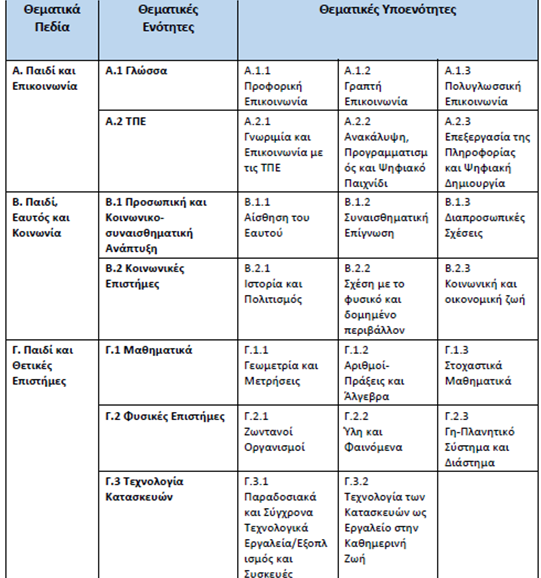 Θεματικά Πεδία
Θεματικές Ενότητες
Θεματικές Υποενότητες
Α. Παιδί και Επικοινωνία
Α.1 Γλώσσα
Α.1.1
Προφορική
Επικοινωνία
Α.1.2
Γραπτή
Επικοινωνία
Α.1.3
Πολυγλωσσική
Επικοινωνία
Α.2 ΤΠΕ
Α.2.1
Γνωριμία και
Επικοινωνία με
τις ΤΠΕ
Α.2.2
Ανακάλυψη,
Προγραμματισμ
ός και Ψηφιακό
Παιχνίδι
Α.2.3
Επεξεργασία της
Πληροφορίας
και Ψηφιακή
Δημιουργία
Β. Παιδί,
Εαυτός και
Κοινωνία
Β.1 Προσωπική και
Κοινωνικο-
συναισθηματική
Ανάπτυξη
Β.1.1
Αίσθηση του
Εαυτού
Β.1.2
Συναισθηματική
Επίγνωση
Β.1.3
Διαπροσωπικές
Σχέσεις
Β.2 Κοινωνικές
Επιστήμες
Β.2.1
Ιστορία και
Πολιτισμός
Β.2.2
Σχέση με το
φυσικό και
δομημένο
περιβάλλον
Β.2.3
Κοινωνική και
οικονομική ζωή
Γ. Παιδί και
Θετικές
Επιστήμες
Γ.1 Μαθηματικά
Γ.1.1
Γεωμετρία και
Μετρήσεις
Γ.1.2
Αριθμοί-
Πράξεις και
Άλγεβρα
Γ.1.3
Στοχαστικά
Μαθηματικά
Γ.2 Φυσικές Επιστήμες
Γ.2.1
Ζωντανοί
Οργανισμοί
Γ.2.2
Ύλη και
Φαινόμενα
Γ.2.3
Γη-Πλανητικό
Σύστημα και
Διάστημα
Γ.3 Τεχνολογία
Κατασκευών
Γ.3.1
Παραδοσιακά
και Σύγχρονα
Τεχνολογικά
Εργαλεία/Εξοπλ
ισμός και
Συσκευές
Γ.3.2
Τεχνολογία των
Κατασκευών ως
Εργαλείο στην
Καθημερινή
Ζωή